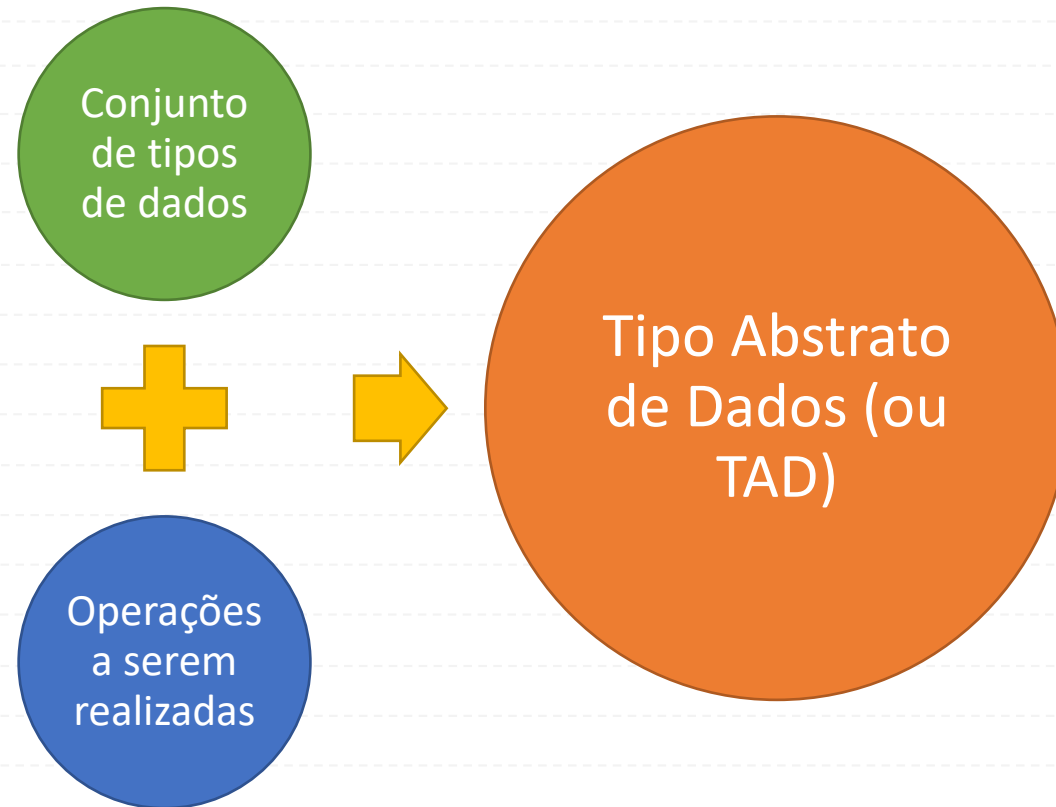 Conjunto
de tipos
de dados
Operações
a serem
realizadas
Tipo Abstrato
de Dados (ou
TAD)